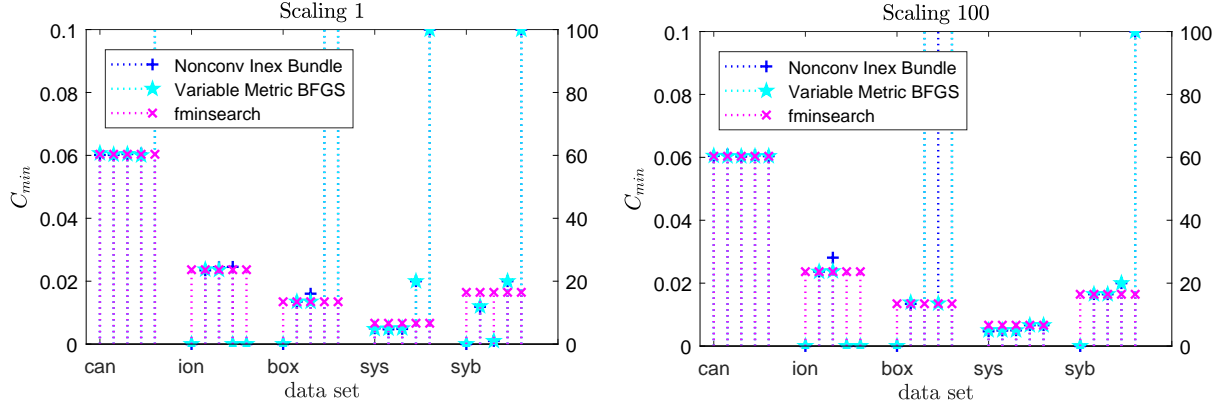 Scaling 1
0.1
0.08
0.06
0.04
0.02
0
C_min
100
80
60
40
20
0
Nonconv Inex Bundle
Variable Metric BFGS
fminsearch
can ion box sys syb
data set
Scaling 100
0.1
0.08
0.06
0.04
0.02
0
C_min
100
80
60
40
20
0
Nonconv Inex Bundle
Variable Metric BFGS
fminsearch
can ion box sys syb
data set